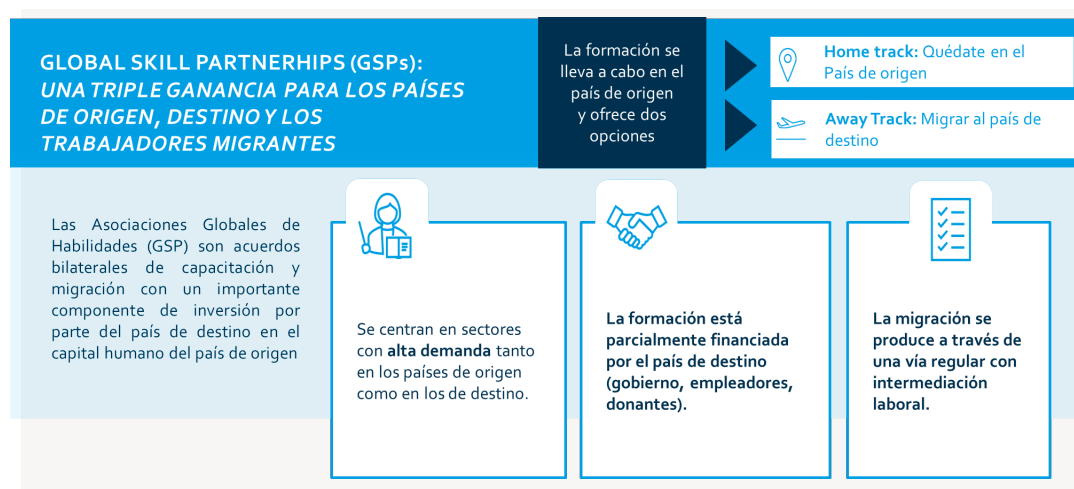 GLOBAL SKILL PARTNERHIPS (GSPs):
UNA TRIPLE GANANCIA PARA LOS PAÍSES
DE ORIGEN, DESTINO Y LOS
TRABAJADORES MIGRANTES
La formación se
lleva a cabo en el
país de origen
y ofrece dos
opciones
Home track: Quédate en el
País de origen
Away Track: Migrar al país de
destino
Las Asociaciones Globales de
Habilidades (GSP) son acuerdos
bilaterales de capacitación y
migración con un importante
componente de inversión por
parte del país de destino en el
capital humano del país de origen
Se centran en sectores
con alta demanda tanto
en los países de origen
como en los de destino.
La formación está
parcialmente financiada
por el país de destino
(gobierno, empleadores,
donantes).
La migración se
produce a través de
una vía regular con
intermediación
laboral.